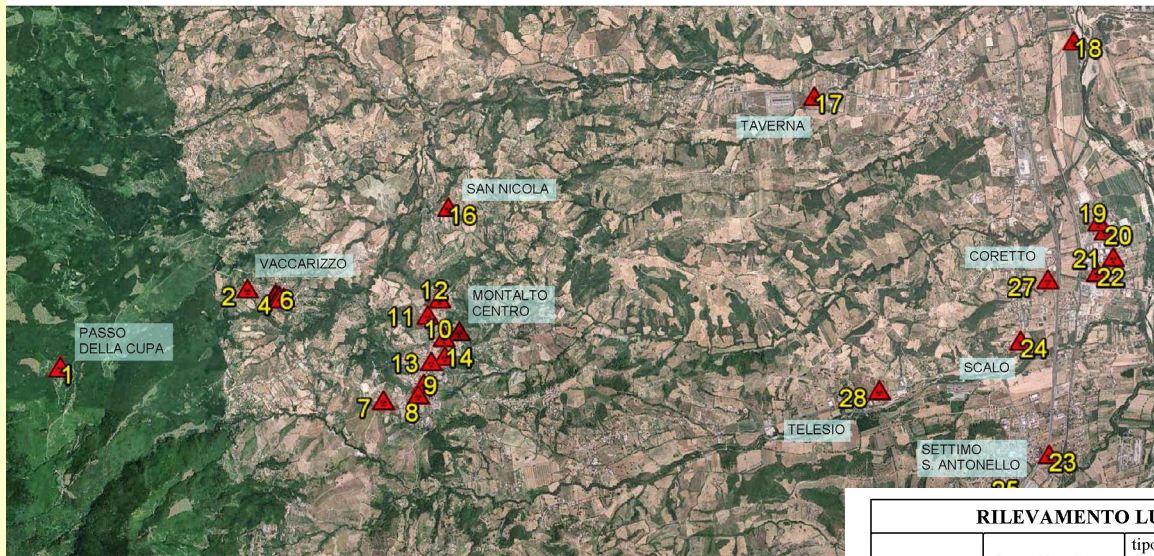 18
17
TAVERNA
SAN NICOLA
16
19
20
VACCARIZZO
CORETTO
21
22
2
4
6
27
12
MONTALTO
CENTRO
11
10
PASSO
DELLA CUPA
24
14
13
1
SCALO
9
28
7
8
TELESIO
SETTIMO
S. ANTONELLO
23
25
RILEVAMENTO LU
tipo